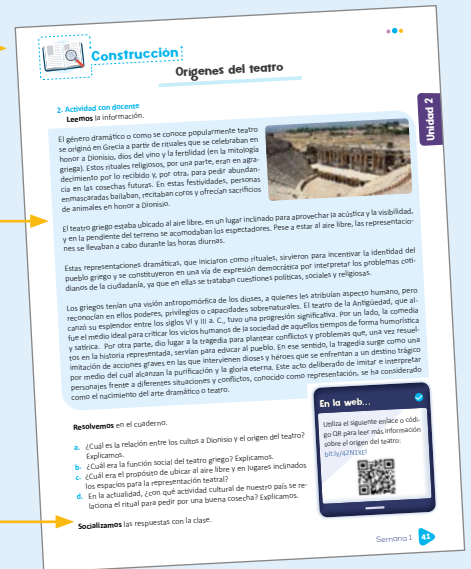 Construcción
Orígenes del teatro
2. Actividad con docente
Leemos la información.
El género dramático o como se conoce popularmente teatro
se originó en Grecia a partir de rituales que se celebraban en
honor a Dionisio, dios del vino y la fertilidad (en la mitología
griega). Estos rituales religiosos, por una parte, eran en agra-
decimiento por lo recibido y, por otra, para pedir abundan-
cia en las cosechas futuras. En estas festividades, personas
enmascaradas bailaban, recitaban coros y ofrecían sacrificios
de animales en honor a Dionisio.
El teatro griego estaba ubicado al aire libre, en un lugar inclinado para aprovechar la acústica y la visibilidad,
y en la pendiente del terreno se acomodaban los espectadores. Pese a estar al aire libre, las representacio-
nes se llevaban a cabo durante las horas diurnas.
Estas representaciones dramáticas, que iniciaron como rituales, sirvieron para incentivar la identidad del
pueblo griego y se constituyeron en una vía de expresión democrática por interpretar los problemas coti-
dianos de la ciudadanía, ya que en ellas se trataban cuestiones políticas, sociales y religiosas.
Los griegos tenían una visión antropomórfica de los dioses, a quienes les atribuían aspecto humano, pero
reconocían en ellos poderes, privilegios o capacidades sobrenaturales. El teatro de la Antigüedad, que al-
canzó su esplendor entre los siglos VI y III a. C., tuvo una progresión significativa. Por un lado, la comedia
fue el medio ideal para criticar los vicios humanos de la sociedad de aquellos tiempos de forma humorística
y satírica. Por otra parte, dio lugar a la tragedia para plantear conflictos y problemas que, una vez resuel-
tos en la historia representada, servían para educar al pueblo. En ese sentido, la tragedia surge como una
imitación de acciones graves en las que intervienen dioses y héroes que se enfrentan a un destino trágico
por medio del cual alcanzan la purificación y la gloria eterna. Este acto deliberado de imitar e interpretar
personajes frente a diferentes situaciones y conflictos, conocido como representación, se ha considerado
como el nacimiento del arte dramático o teatro.
Resolvemos en el cuaderno.
a. ¿Cuál es la relación entre los cultos a Dionisio y el origen del teatro?
Explicamos.
b. ¿Cuál era la función social del teatro griego? Explicamos.
c. ¿Cuál era el propósito de ubicar al aire libre y en lugares inclinados
los espacios para la representación teatral?
d. En la actualidad, ¿con qué actividad cultural de nuestro país se re-
laciona el ritual para pedir por una buena cosecha? Explicamos.
Socializamos las respuestas con la clase.
En la web...
Utiliza el siguiente enlace o códi-
go QR para leer más información
sobre el origen del teatro:
bit.ly/42N1XEl
Unidad 2
Semana 1 41